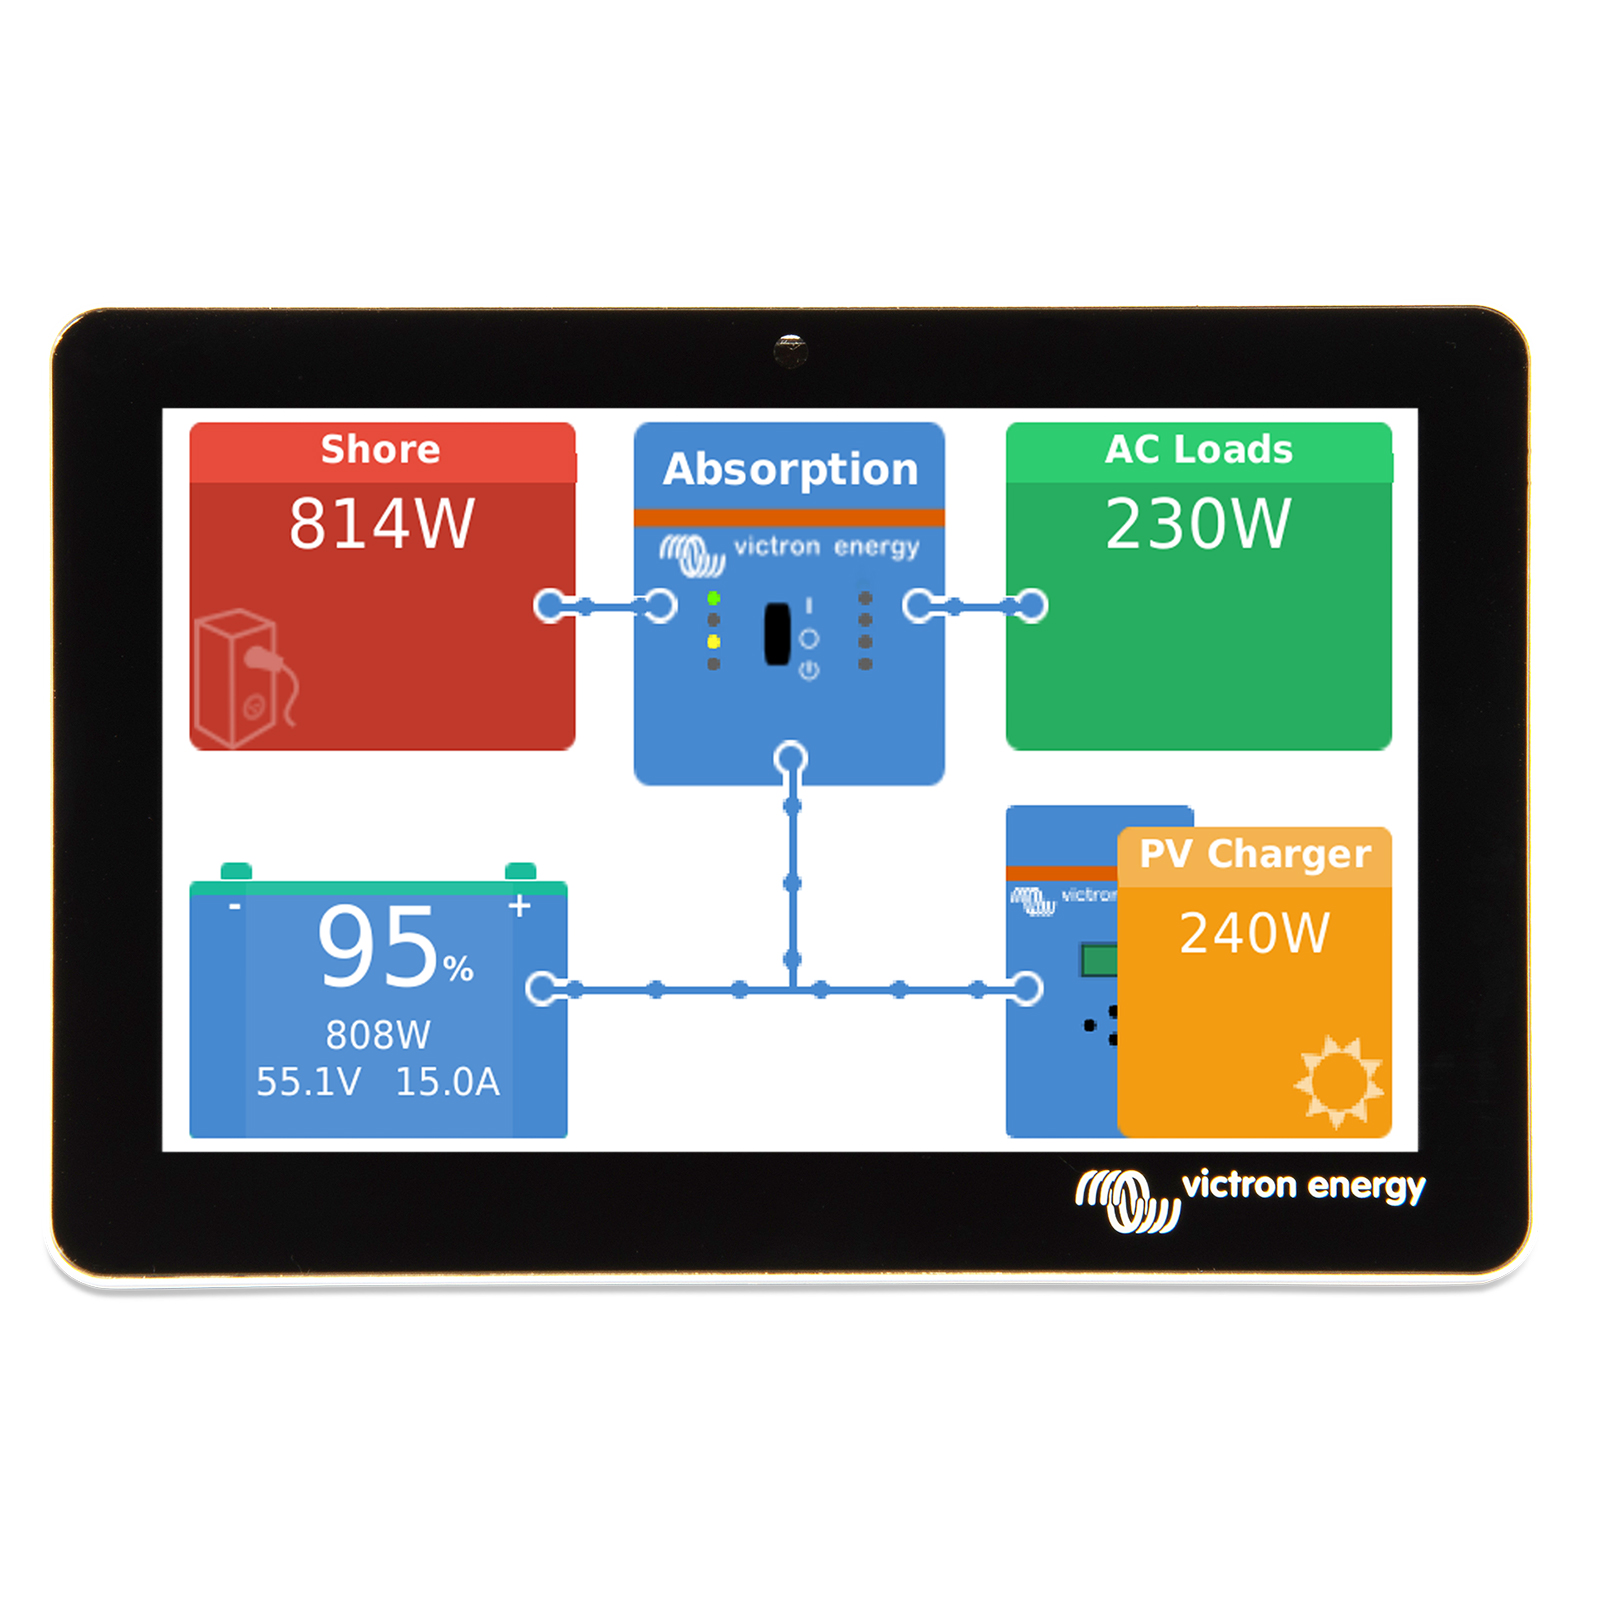 Shore
814W
Absorption
victron energy
AC Loads
230W
- +
95%
808W
55.1V 15.0A
victron
PV Charger
240W
victron energy